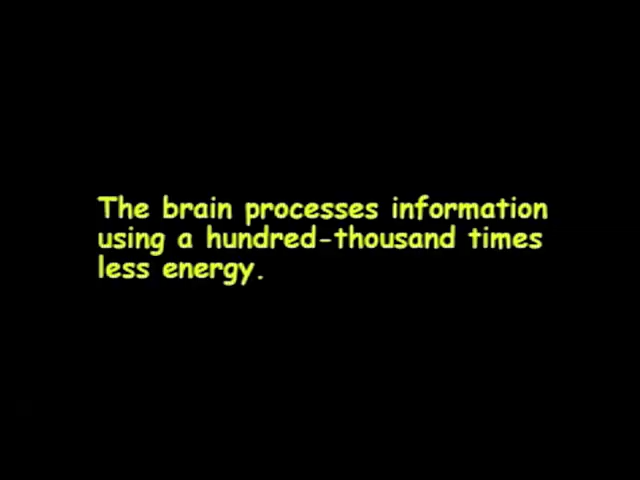 The brain processes information
using a hundred-thousand times
less energy.